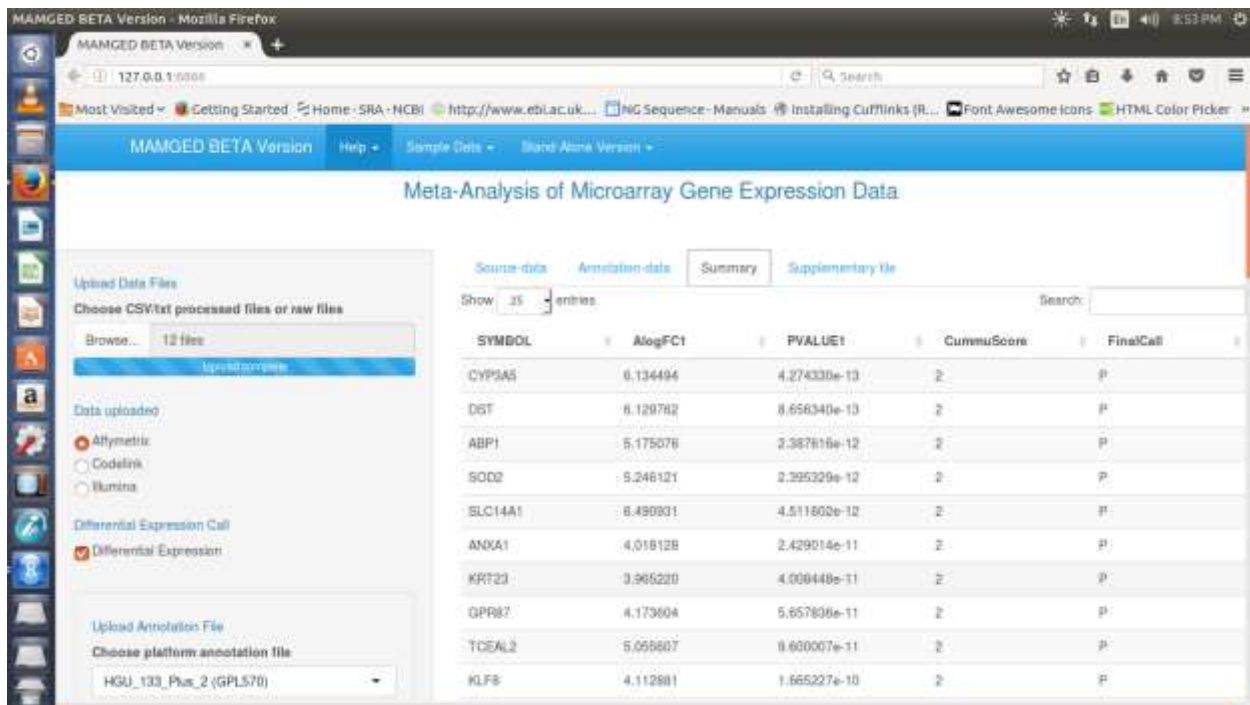 MAMGED BETA Version - Mozilla Firefox
En 8:53 PM
MAMGED BETA Version × +
127.0.0.1 Search
Most Visited Getting Started Home - SRA - NCBI http://www.ebi.ac.uk... NG Sequence - Manuals Installing Cufflinks (R... Font Awesome Icons HTML Color Picker »
MAMGED BETA Version Help Sample Data Stand Alone Version
Meta-Analysis of Microarray Gene Expression Data
Source-data Annotation-data Summary Supplementary file
Upload Data Files
Show entries Search:
Choose CSV/txt processed files or raw files
Browse... 12 files
Upload complete
SYMBOL AlogFC1 PVALUE1 CummuScore FinalCall
CYP3A5 6.134494 4.274330e-13 2 P
DST 6.129762 8.656340e-13 2 P
ABP1 5.175076 2.387616e-12 2 P
SOD2 5.246121 2.395329e-12 2 P
SLC14A1 6.490931 4.511602e-12 2 P
ANXA1 4.018128 2.429014e-11 2 P
KRT23 3.965220 4.008448e-11 2 P
GPR87 4.173604 5.657836e-11 2 P
TCEAL2 5.055607 9.600007e-11 2 P
4.112981 1.665227e-10 2 P
Data uploaded
Affymetrix
Codelink
Illumina
Differential Expression Call
Differential Expression
Upload Annotation File
Choose platform annotation file
HGU_133_Plus_2 (GPL570)